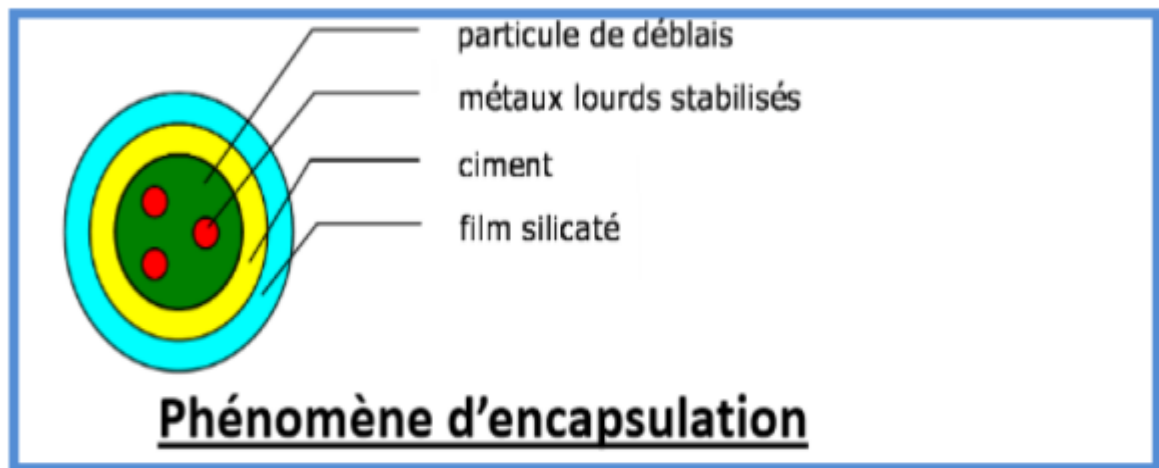 particule de déblais
métaux lourds stabilisés
ciment
film silicaté
Phénomène d'encapsulation